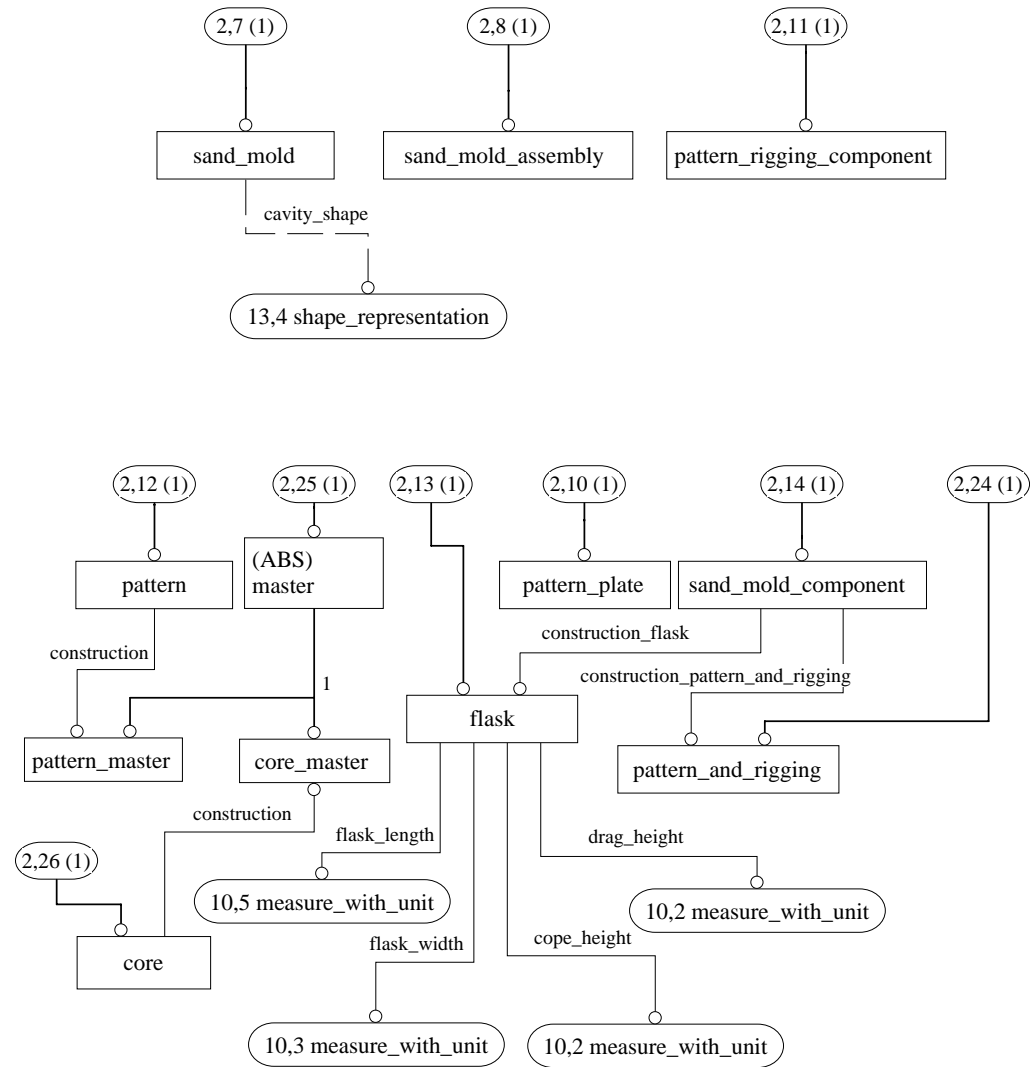 2,7 (1)
2,8 (1)
2,11 (1)
sand_mold
sand_mold_assembly
pattern_rigging_component
cavity_shape
13,4 shape_representation
2,12 (1)
2,25 (1)
2,13 (1)
2,10 (1)
2,14 (1)
2,24 (1)
(ABS)
master
pattern
pattern_plate
sand_mold_component
construction_flask
construction
construction_pattern_and_rigging
1
flask
pattern_master
core_master
pattern_and_rigging
construction
flask_length
drag_height
2,26 (1)
10,5 measure_with_unit
10,2 measure_with_unit
flask_width
cope_height
core
10,3 measure_with_unit
10,2 measure_with_unit